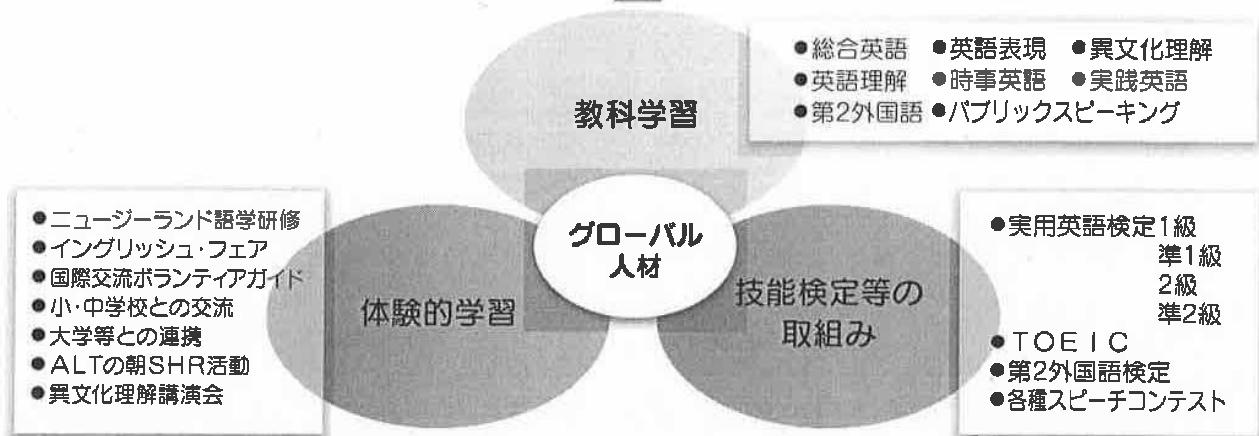 ●総合英語 ●英語表現 ●異文化理解
●英語理解 ●時事英語 ●実践英語
●第2外国語 ●パブリックスピーキング
教科学習
グローバル
人材
●ニュージーランド語学研修
●イングリッシュ・フェア
●国際交流ボランティアガイド
●小・中学校との交流
●大学等との連携
●ALTの朝SHR活動
●異文化理解講演会
体験的学習
技能検定等の
取組み
●実用英語検定1級
準1級
2級
準2級
●TOEIC
●第2外国語検定
●各種スピーチコンテスト